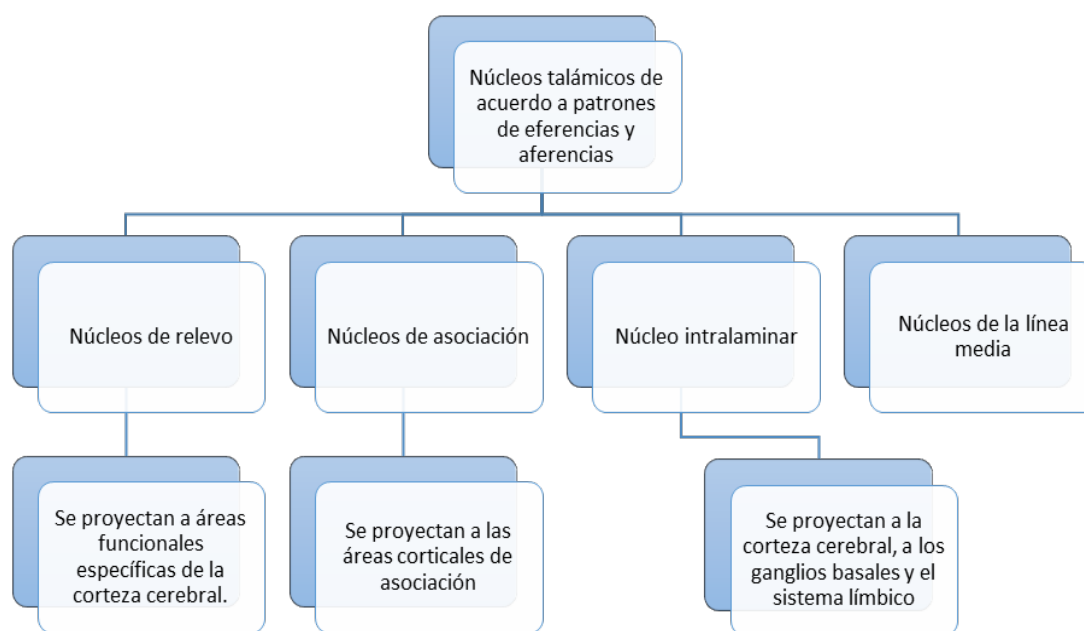 Núcleos talámicos de
acuerdo a patrones
de eferencias y
aferencias
Núcleos de relevo
Núcleos de asociación
Núcleo intralaminar
Núcleos de la línea
media
Se proyectan a áreas
funcionales
específicas de la
corteza cerebral.
Se proyectan a las
áreas corticales de
asociación
Se proyectan a la
corteza cerebral, a los
ganglios basales y el
sistema límbico